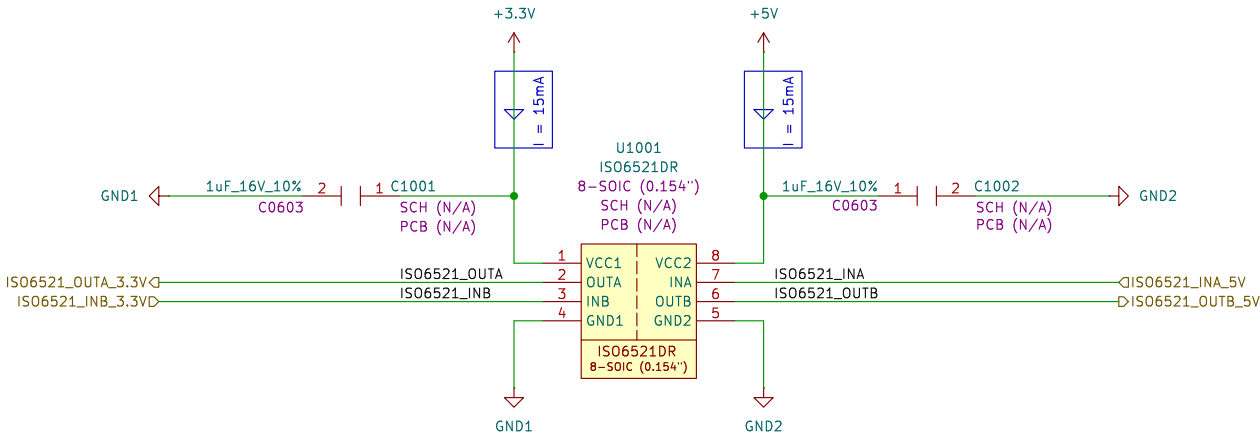 +3.3V
+5V
I = 15mA
I = 15mA
U1001
ISO6521DR
8-SOIC (0.154")
SCH (N/A)
PCB (N/A)
GND1
1uF_16V_10%
C0603
2
1
C1001
SCH (N/A)
PCB (N/A)
1uF_16V_10%
C0603
1
2
C1002
SCH (N/A)
PCB (N/A)
GND2
1 VCC1 VCC2 8
ISO6521_OUTA_3.3V ISO6521_OUTA 2 OUTA INA 7 ISO6521_INA ISO6521_INA_5V
ISO6521_INB_3.3V ISO6521_INB 3 INB OUTB 6 ISO6521_OUTB ISO6521_OUTB_5V
4 GND1 GND2 5
ISO6521DR
8-SOIC (0.154")
GND1
GND2